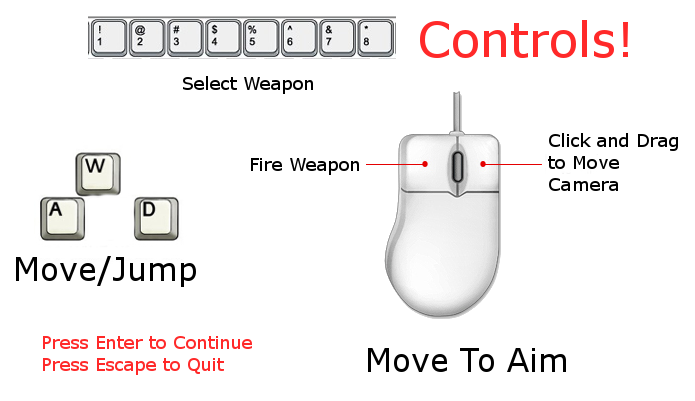 ! @ # $ % ^ & *
1 2 3 4 5 6 7 8
Controls!
Select Weapon
Fire Weapon
Click and Drag
to Move
Camera
W
A D
Move/Jump
Press Enter to Continue
Press Escape to Quit
Move To Aim